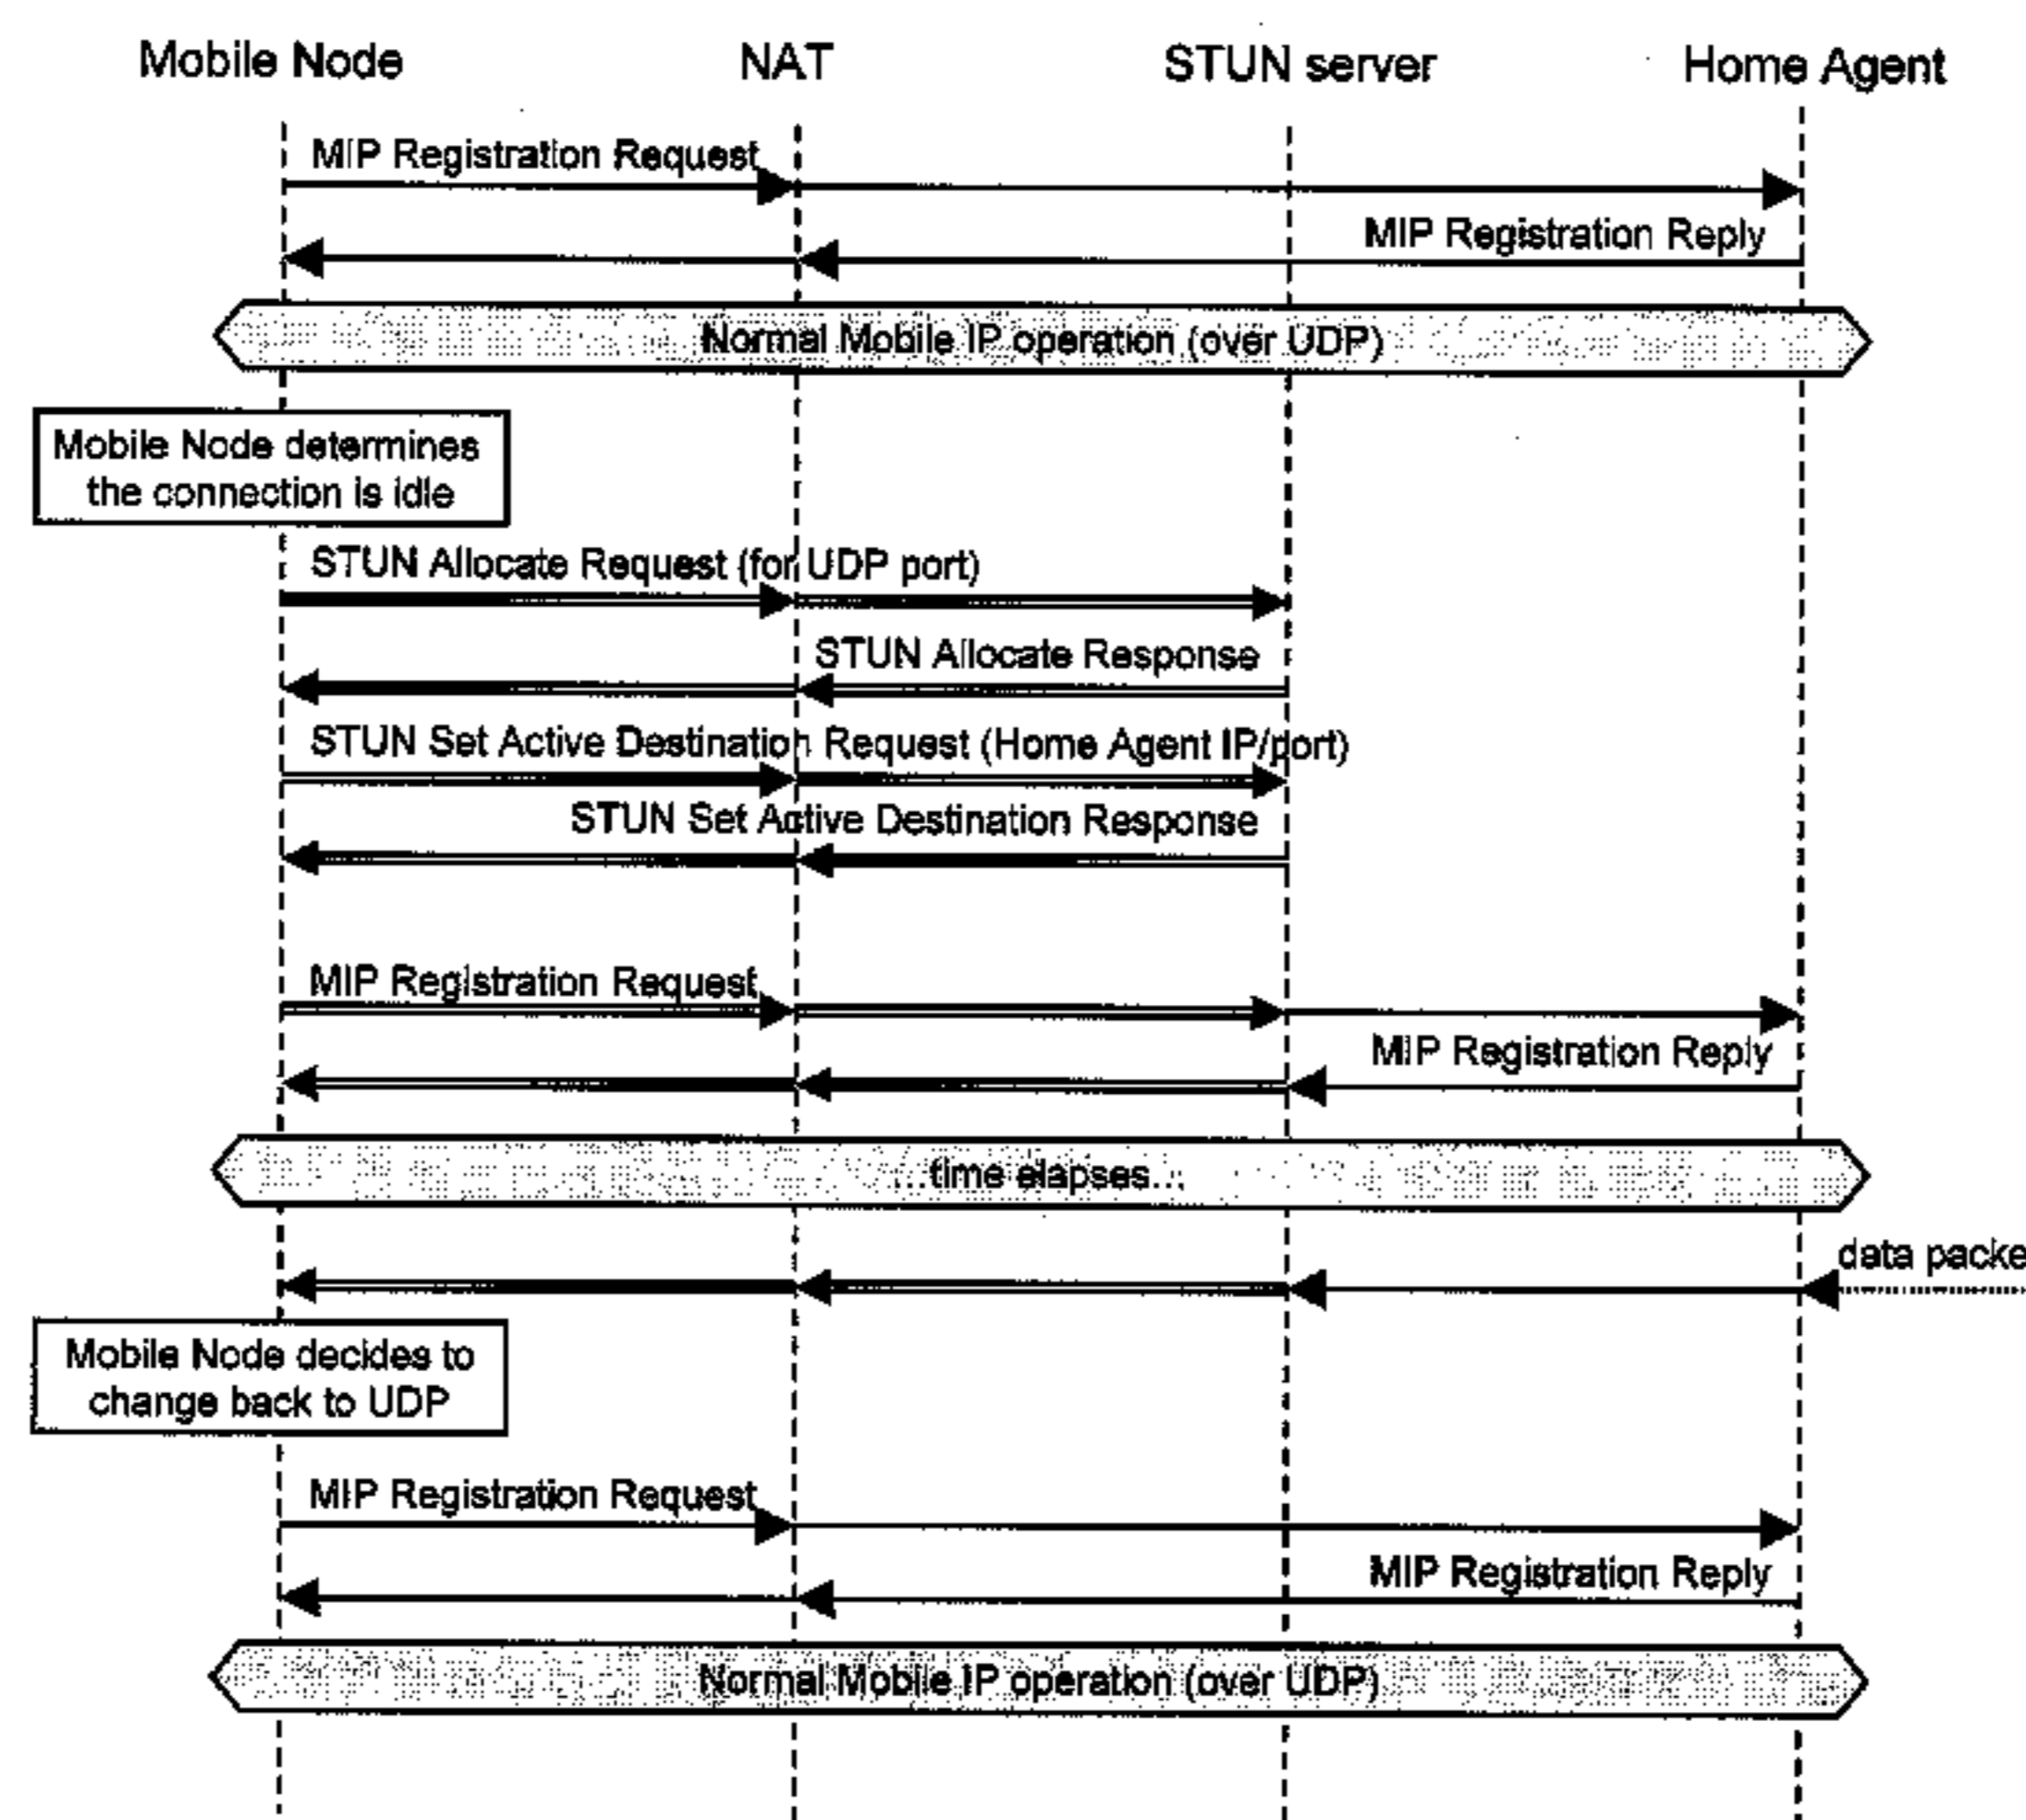 Mobile Node NAT STUN server Home Agent
MIP Registration Request
MIP Registration Reply
Normal Mobile IP operation (over UDP)
Mobile Node determines
the connection is idle
STUN Allocate Request (for UDP port)
STUN Allocate Response
STUN Set Active Destination Request (Home Agent IP/port)
STUN Set Active Destination Response
MIP Registration Request
MIP Registration Reply
...time elapses...
data packe
Mobile Node decides to
change back to UDP
MIP Registration Request
MIP Registration Reply
Normal Mobile IP operation (over UDP)